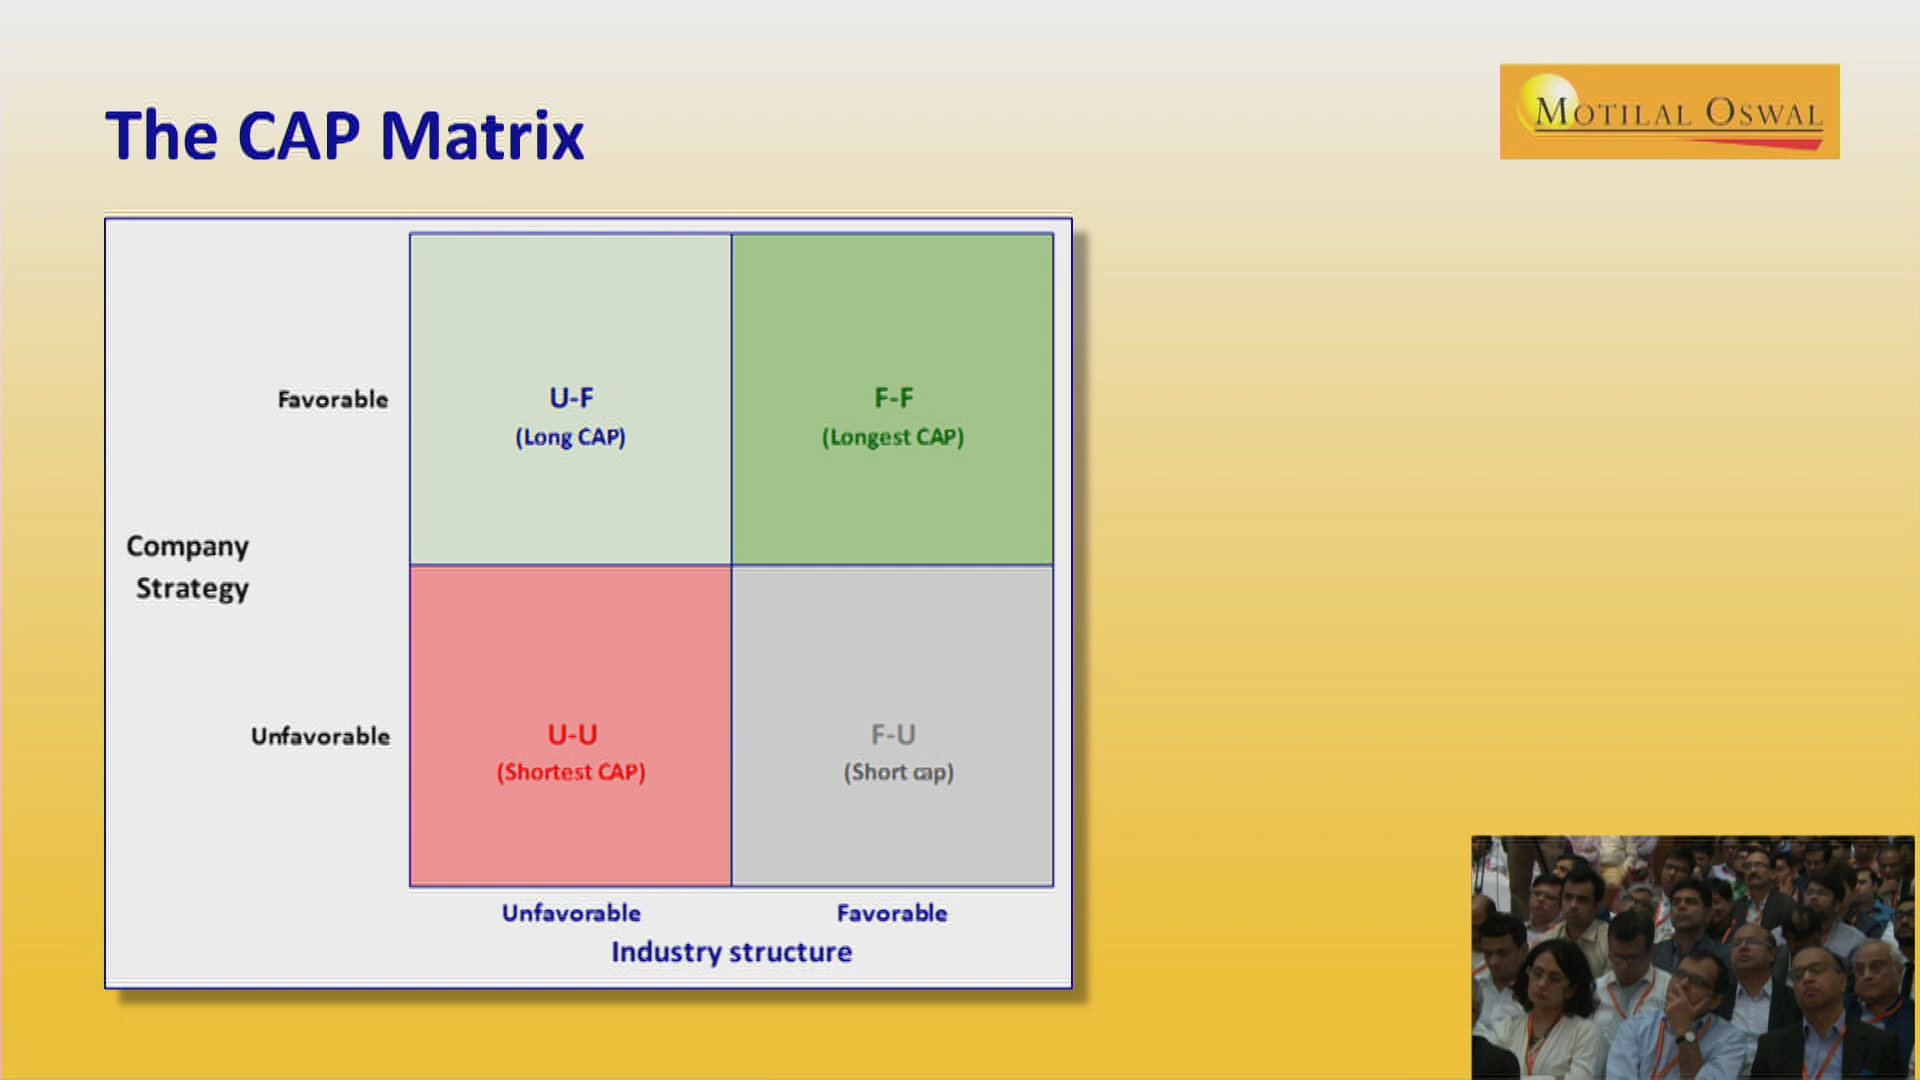 The CAP Matrix
MOTILAL OSWAL
Favorable
U-F
(Long CAP)
F-F
(Longest CAP)
Company
Strategy
Unfavorable
U-U
(Shortest CAP)
F-U
(Short cap)
Unfavorable
Favorable
Industry structure